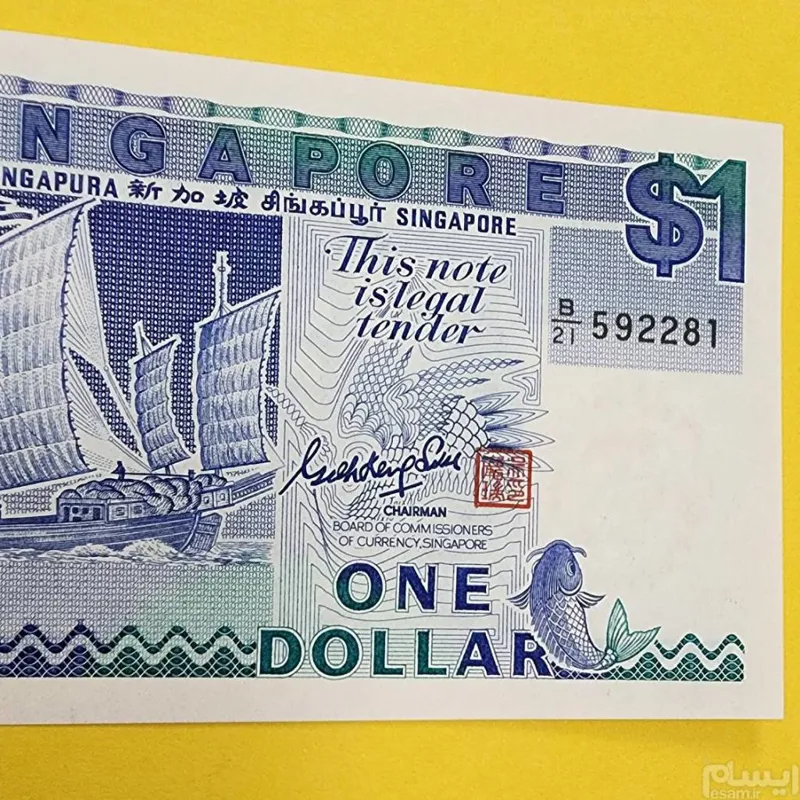 NGAPORE
$1
NGAPURA 新加坡 சிங்கப்பூர் SINGAPORE
This note
is legal
tender
B/21 592281
CHAIRMAN
BOARD OF COMMISSIONERS
OF CURRENCY, SINGAPORE
ONE
DOLLAR
ایسام
esam.ir